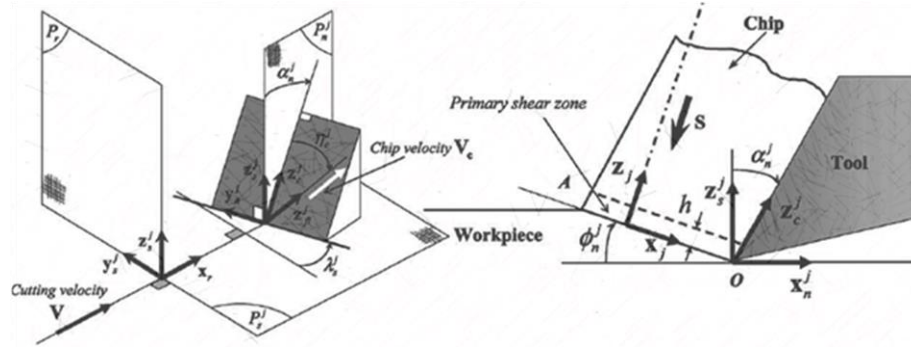 P_r
P_n^j
α_n^j
η_c^j
Chip velocity V_c
z_s^j
z_c^j
y_s^j
x_r
λ_s^j
Workpiece
Cutting velocity
V
P_s^j
Chip
Primary shear zone
S
α_n^j
Tool
z_j
A
h
z_s^j
z_c^j
ϕ_n^j
x_j
O
x_n^j